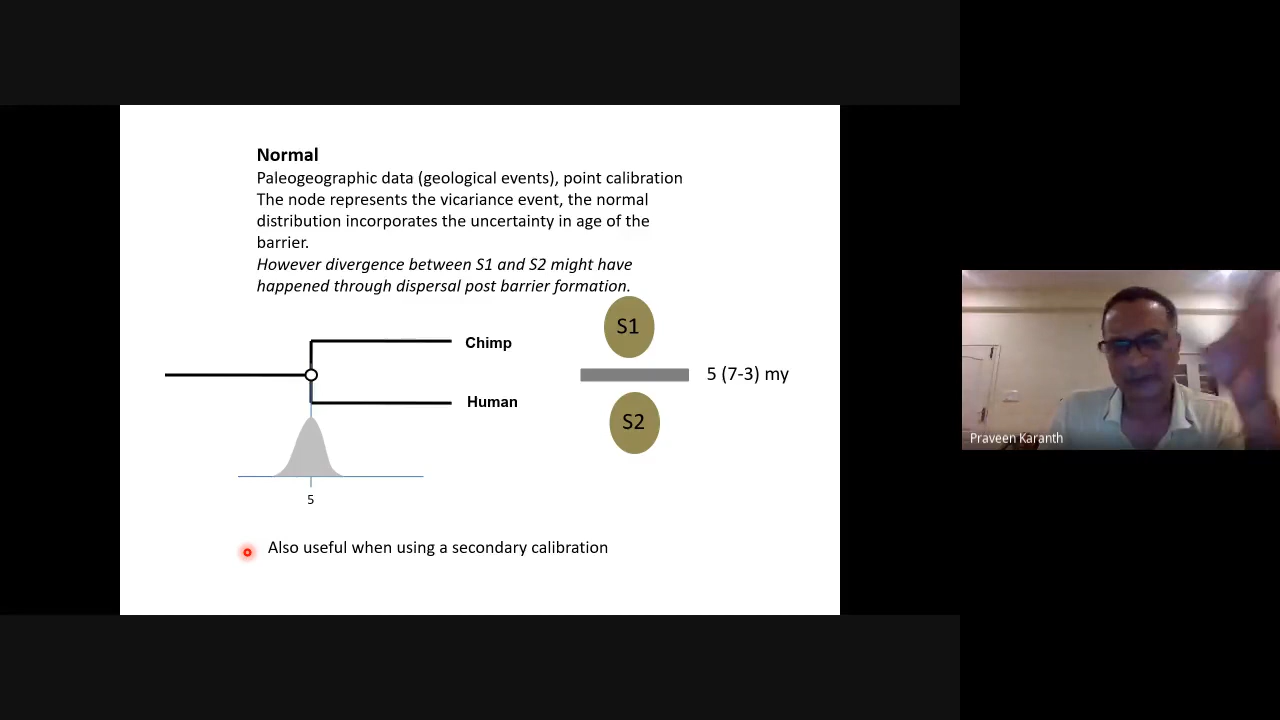 Normal
Paleogeographic data (geological events), point calibration
The node represents the vicariance event, the normal
distribution incorporates the uncertainty in age of the
barrier.
However divergence between S1 and S2 might have
happened through dispersal post barrier formation.
S1
Chimp
5 (7-3) my
Human
S2
5
Also useful when using a secondary calibration
Praveen Karanth